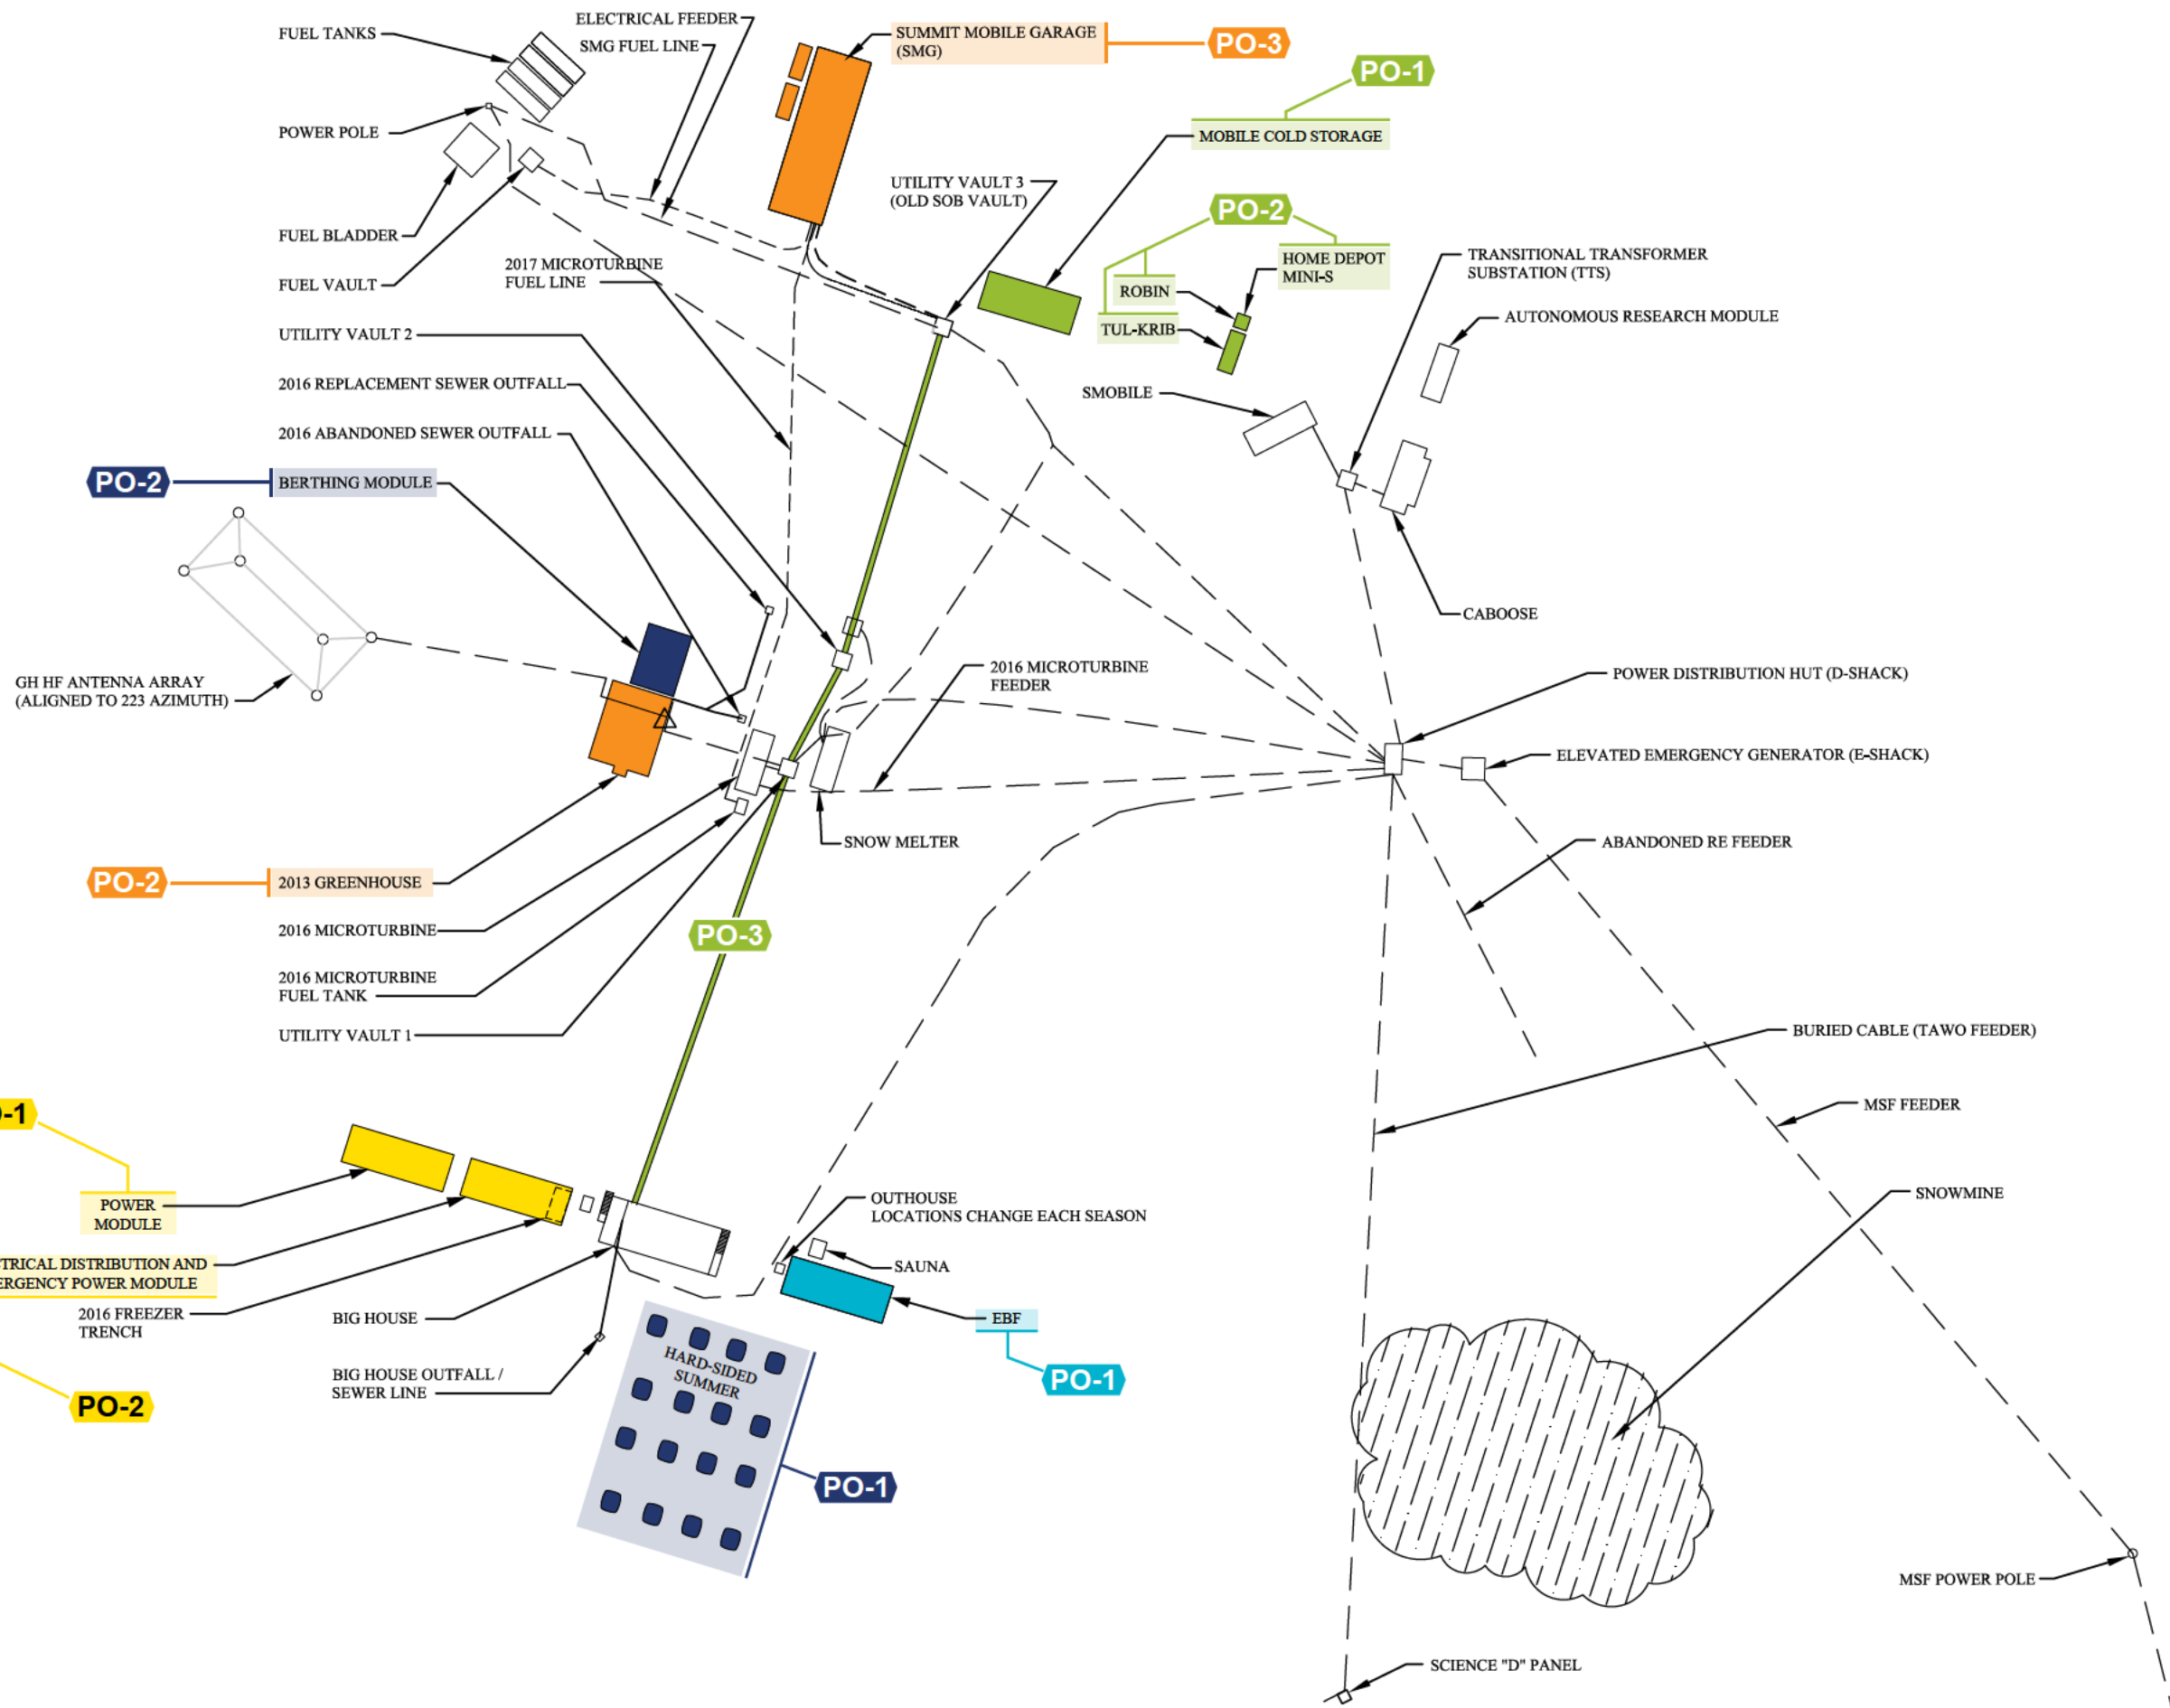 FUEL TANKS
ELECTRICAL FEEDER
SMG FUEL LINE
SUMMIT MOBILE GARAGE
(SMG)
PO-3
PO-1
POWER POLE
MOBILE COLD STORAGE
UTILITY VAULT 3
(OLD SOB VAULT)
PO-2
FUEL BLADDER
HOME DEPOT
MINI-S
TRANSITIONAL TRANSFORMER
SUBSTATION (TTS)
2017 MICROTURBINE
FUEL LINE
FUEL VAULT
ROBIN
AUTONOMOUS RESEARCH MODULE
TUL-KRIB
UTILITY VAULT 2
2016 REPLACEMENT SEWER OUTFALL
SMOBILE
2016 ABANDONED SEWER OUTFALL
PO-2
BERTHING MODULE
CABOOSE
GH HF ANTENNA ARRAY
(ALIGNED TO 223 AZIMUTH)
2016 MICROTURBINE
FEEDER
POWER DISTRIBUTION HUT (D-SHACK)
ELEVATED EMERGENCY GENERATOR (E-SHACK)
SNOW MELTER
ABANDONED RE FEEDER
PO-2
2013 GREENHOUSE
2016 MICROTURBINE
PO-3
2016 MICROTURBINE
FUEL TANK
UTILITY VAULT 1
BURIED CABLE (TAWO FEEDER)
MSF FEEDER
-1
POWER
MODULE
SNOWMINE
OUTHOUSE
LOCATIONS CHANGE EACH SEASON
SAUNA
TRICAL DISTRIBUTION AND
ERGENCY POWER MODULE
2016 FREEZER
TRENCH
BIG HOUSE
EBF
HARD-SIDED
SUMMER
BIG HOUSE OUTFALL /
SEWER LINE
PO-1
PO-2
PO-1
MSF POWER POLE
SCIENCE "D" PANEL